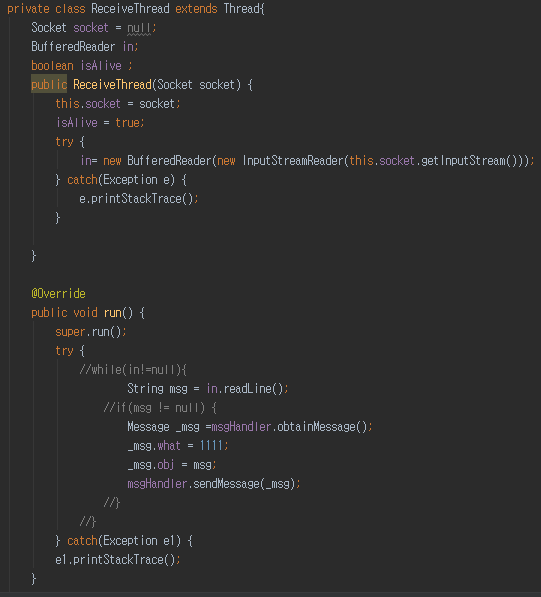 private class ReceiveThread extends Thread{
Socket socket = null;
BufferedReader in;
boolean isAlive ;
public ReceiveThread(Socket socket) {
this.socket = socket;
isAlive = true;
try {
in= new BufferedReader(new InputStreamReader(this.socket.getInputStream()));
} catch(Exception e) {
e.printStackTrace();
}
}
@Override
public void run() {
super.run();
try {
//while(in!=null){
String msg = in.readLine();
//if(msg != null) {
Message _msg =msgHandler.obtainMessage();
_msg.what = 1111;
_msg.obj = msg;
msgHandler.sendMessage(_msg);
//}
//}
} catch(Exception e1) {
e1.printStackTrace();
}